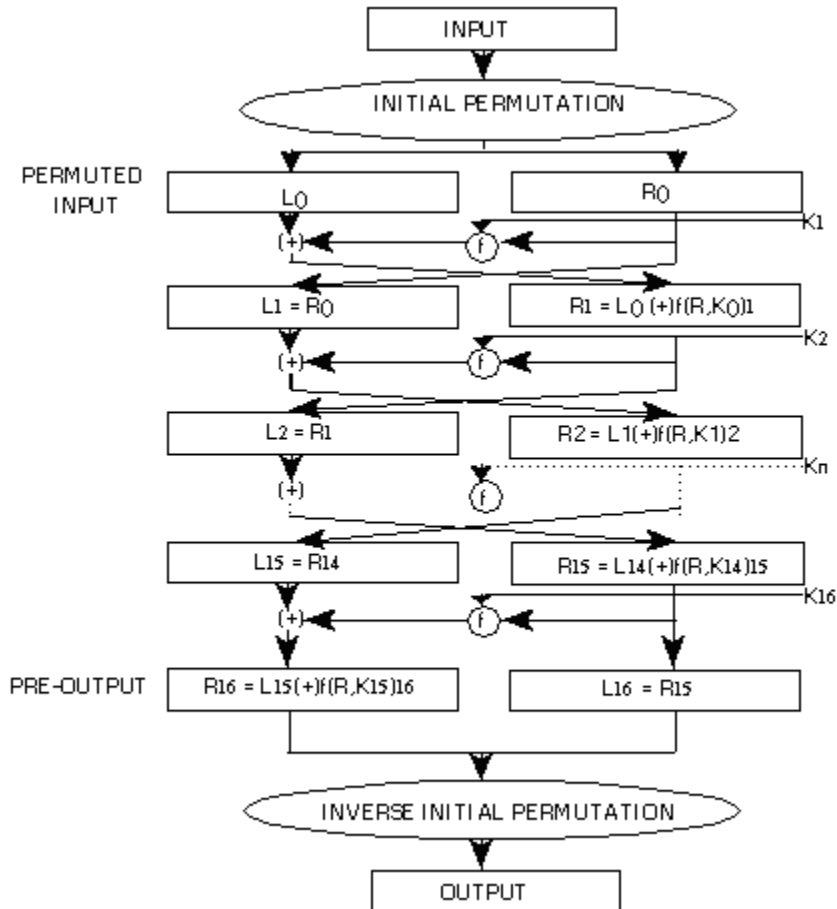 INPUT
INITIAL PERMUTATION
PERMUTED
INPUT
L0
R0
K1
(+)
f
L1 = R0
R1 = L0 (+)f(R,K0)1
K2
(+)
f
L2 = R1
R2 = L1(+)f(R,K1)2
Kn
(+)
f
L15 = R14
R15 = L14(+)f(R,K14)15
K16
(+)
f
PRE-OUTPUT
R16 = L15(+)f(R,K15)16
L16 = R15
INVERSE INITIAL PERMUTATION
OUTPUT